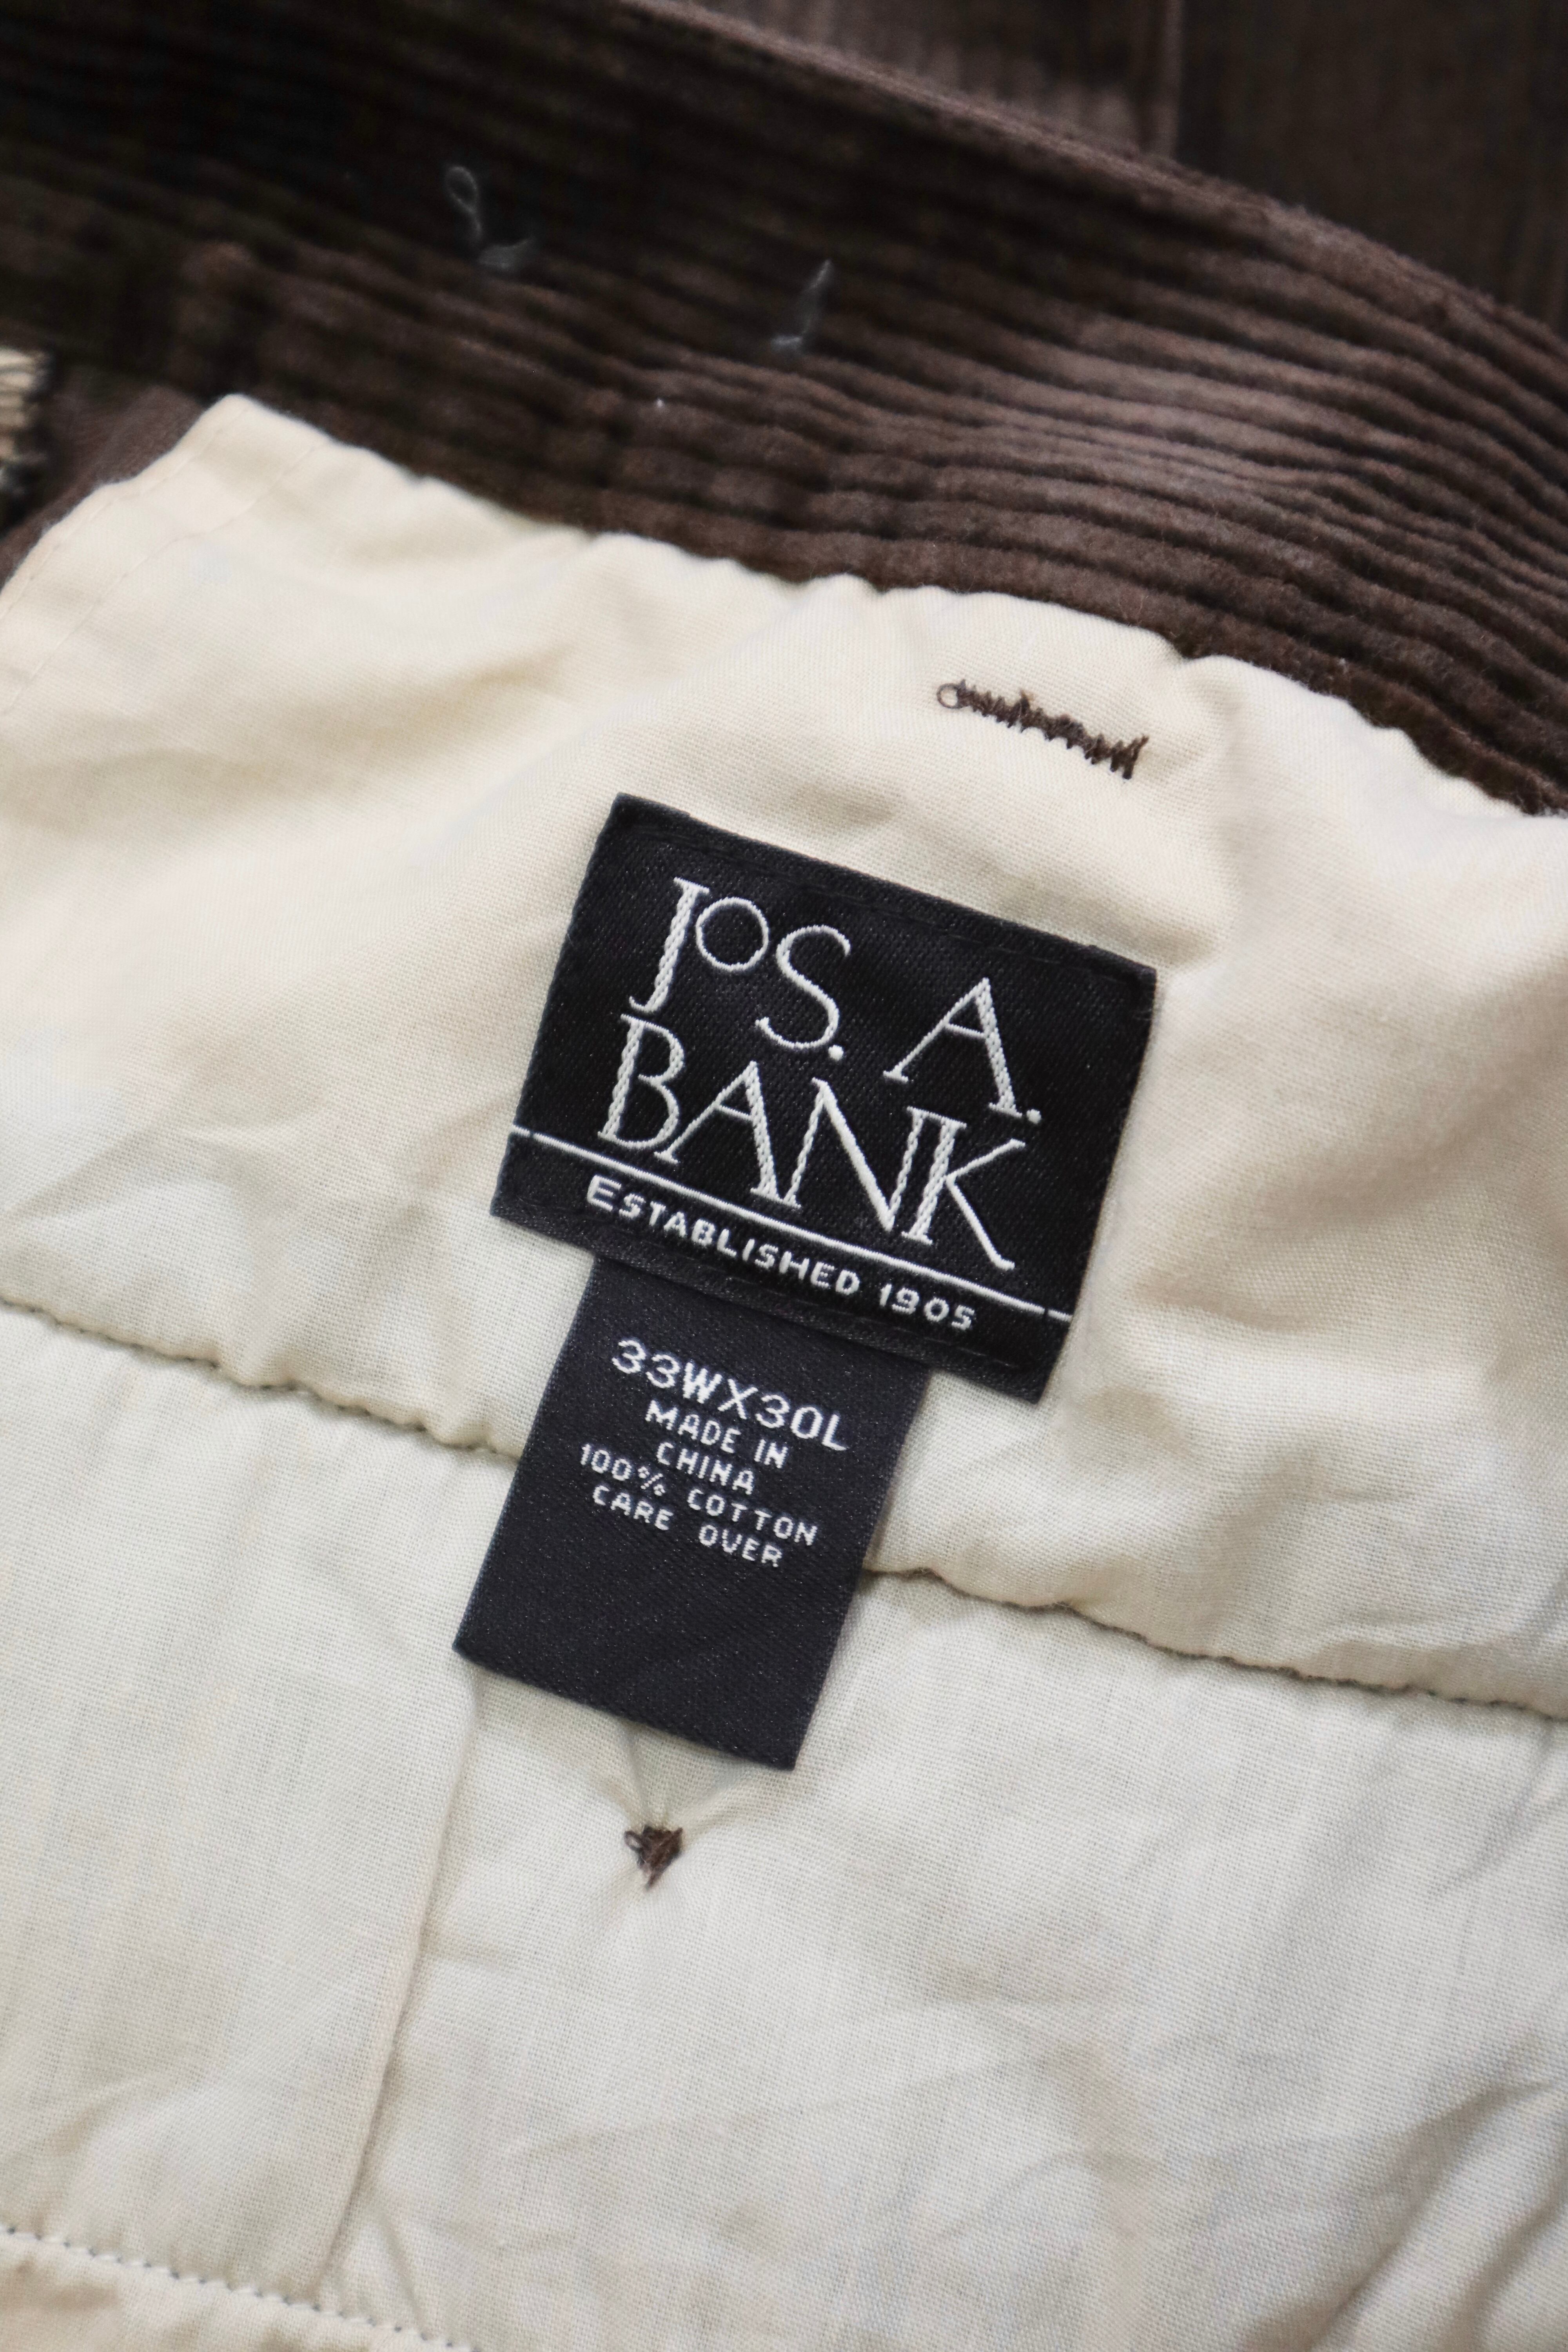 JOS. A.
BANK
ESTABLISHED 1905
33WX30L
MADE IN
CHINA
100% COTTON
CARE OVER